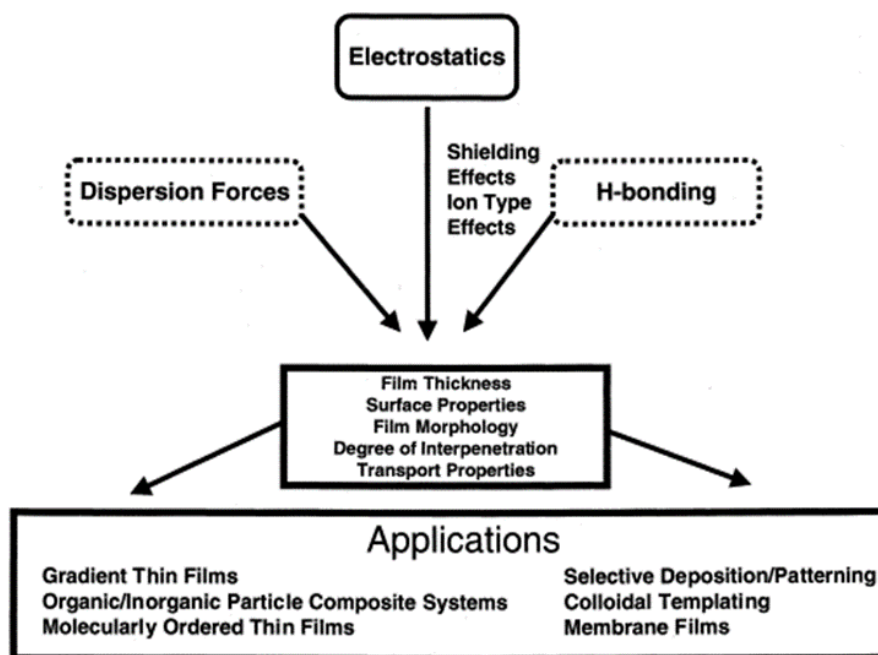 Electrostatics
Dispersion Forces
Shielding
Effects
Ion Type
Effects
H-bonding
Film Thickness
Surface Properties
Film Morphology
Degree of Interpenetration
Transport Properties
Applications
Gradient Thin Films
Organic/Inorganic Particle Composite Systems
Molecularly Ordered Thin Films
Selective Deposition/Patterning
Colloidal Templating
Membrane Films